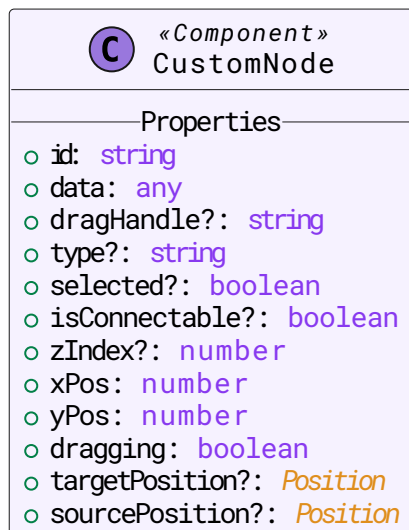 «Component»
C CustomNode
Properties
id: string
data: any
dragHandle?: string
type?: string
selected?: boolean
isConnectable?: boolean
zIndex?: number
xPos: number
yPos: number
dragging: boolean
targetPosition?: Position
sourcePosition?: Position